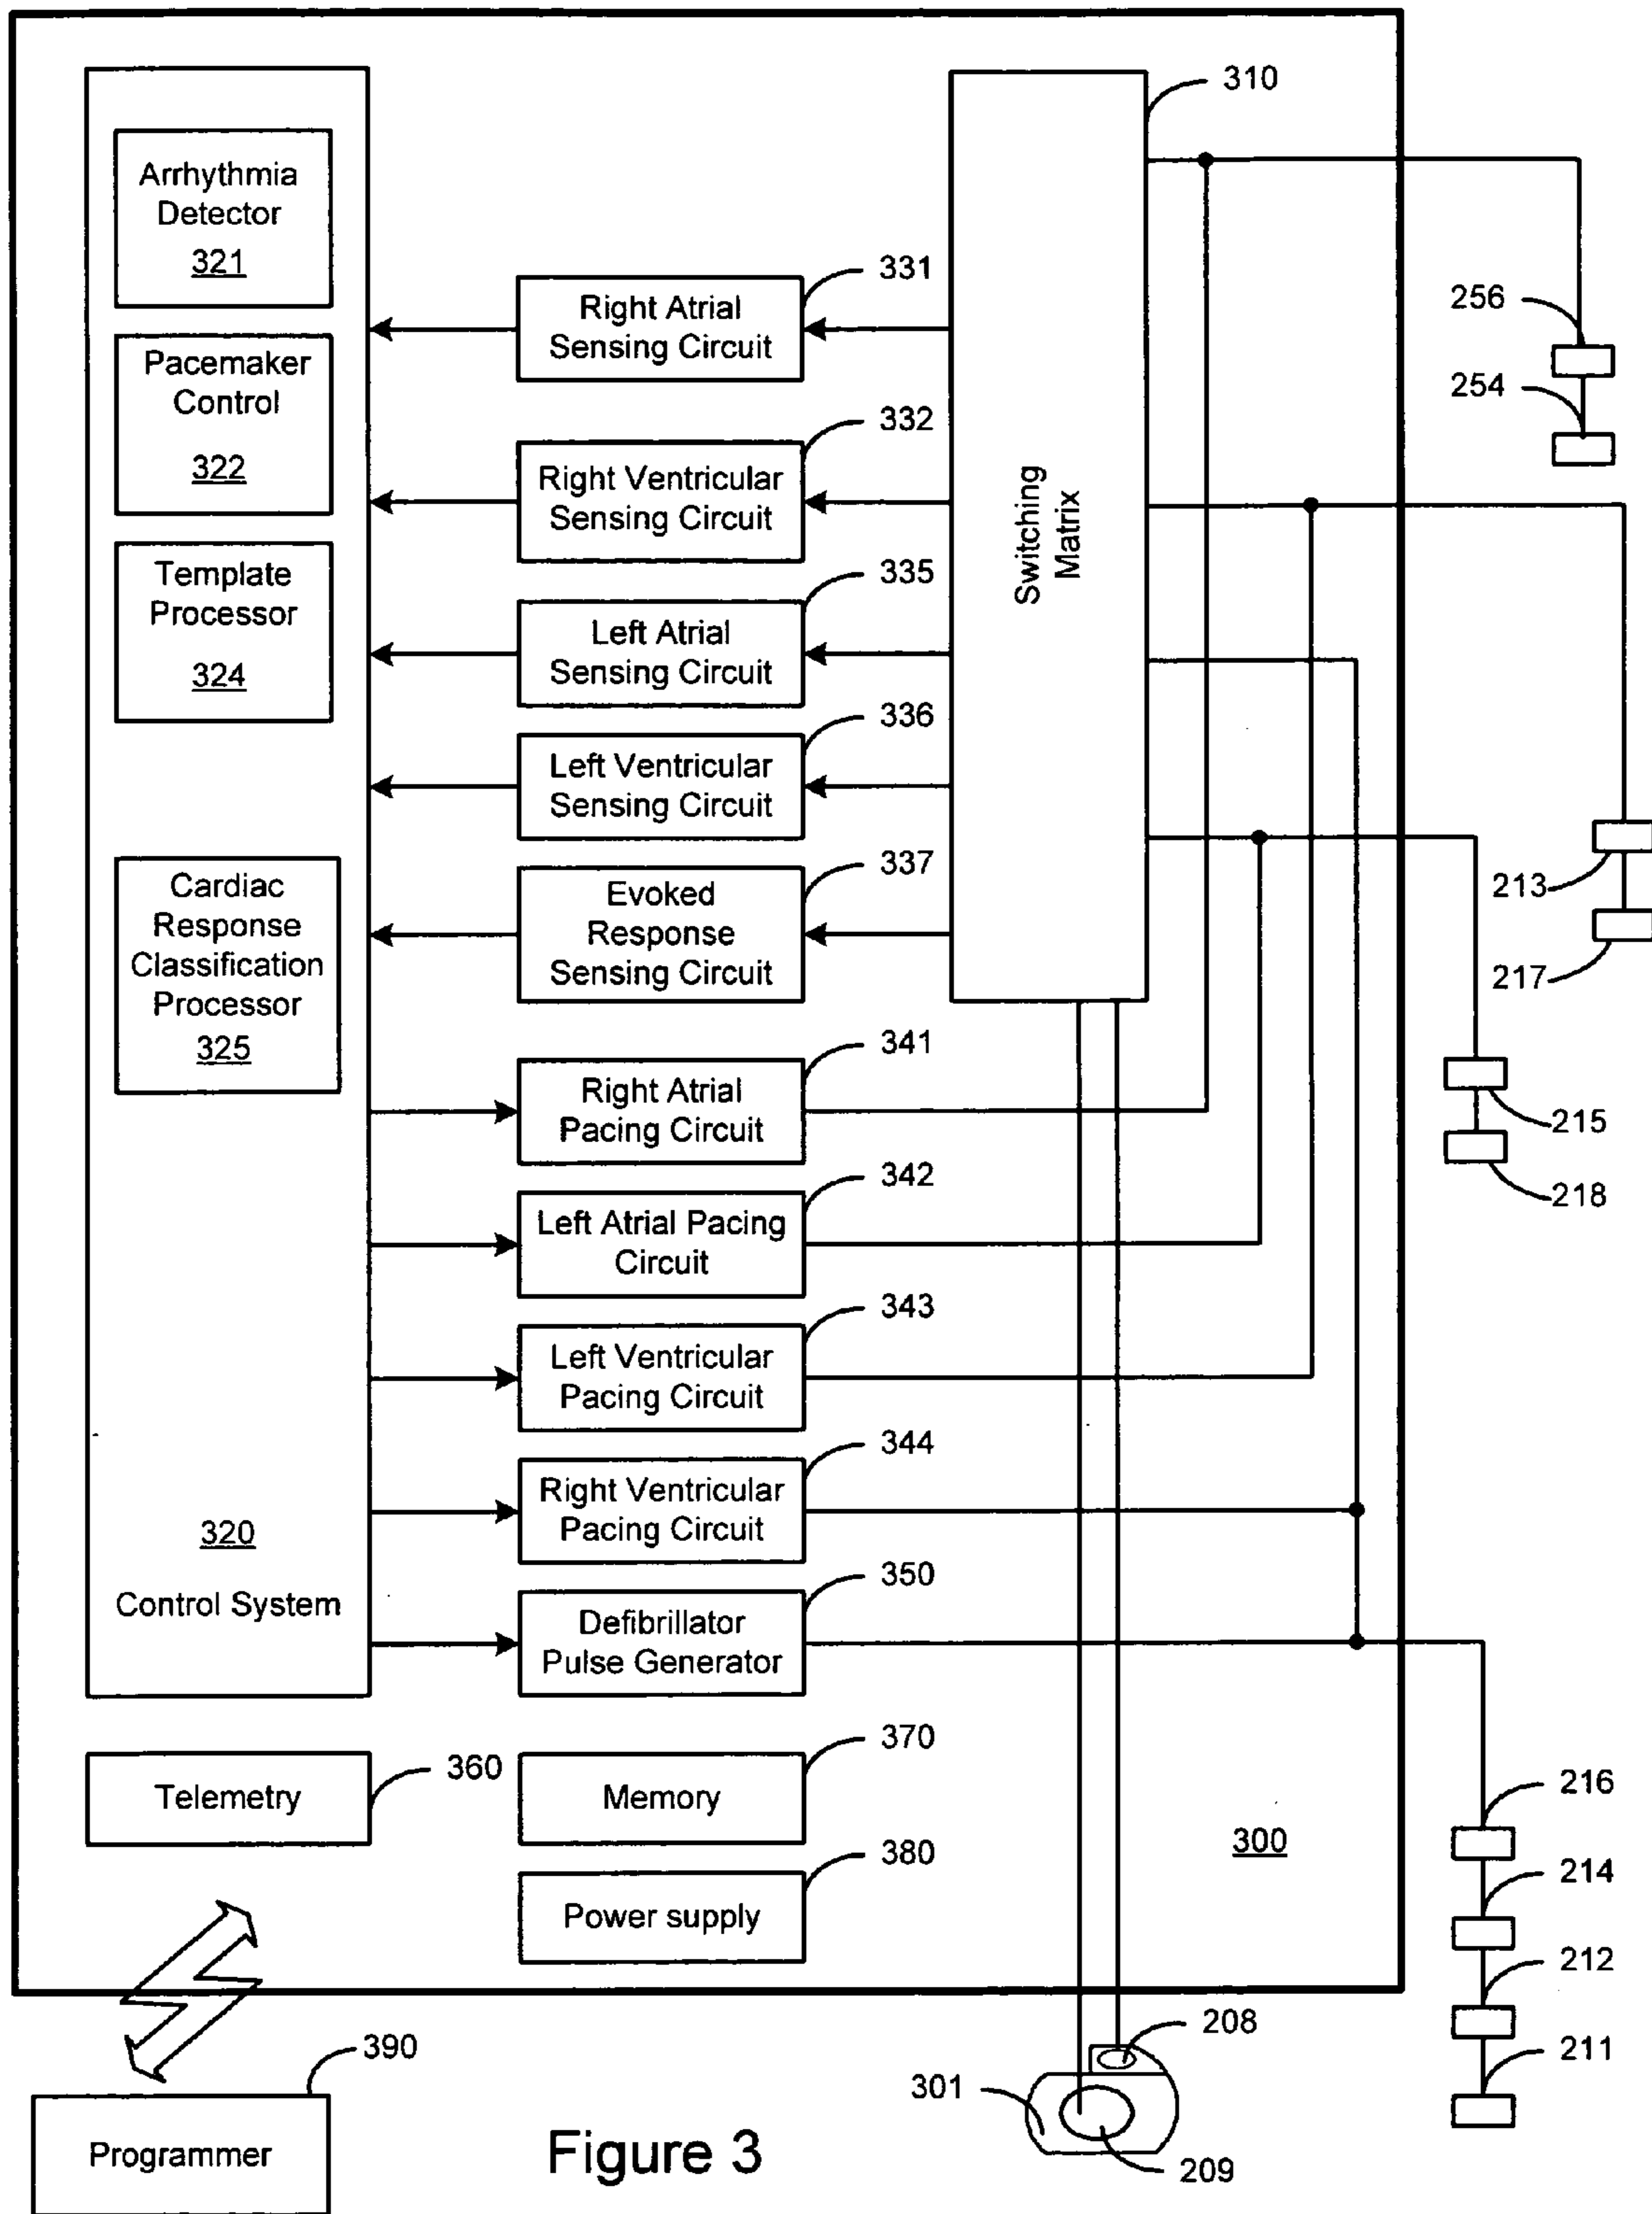 310
Arrhythmia
Detector
321
331
Right Atrial
Sensing Circuit
256
Pacemaker
Control
322
254
332
Right Ventricular
Sensing Circuit
Switching
Matrix
Template
Processor
324
335
Left Atrial
Sensing Circuit
336
Left Ventricular
Sensing Circuit
337
213
Cardiac
Response
Classification
Processor
325
Evoked
Response
Sensing Circuit
217
341
Right Atrial
Pacing Circuit
215
342
218
Left Atrial Pacing
Circuit
343
Left Ventricular
Pacing Circuit
344
Right Ventricular
Pacing Circuit
320
Control System
350
Defibrillator
Pulse Generator
370
360
Telemetry
Memory
216
300
380
214
Power supply
212
208
390
211
301
Programmer
Figure 3
209